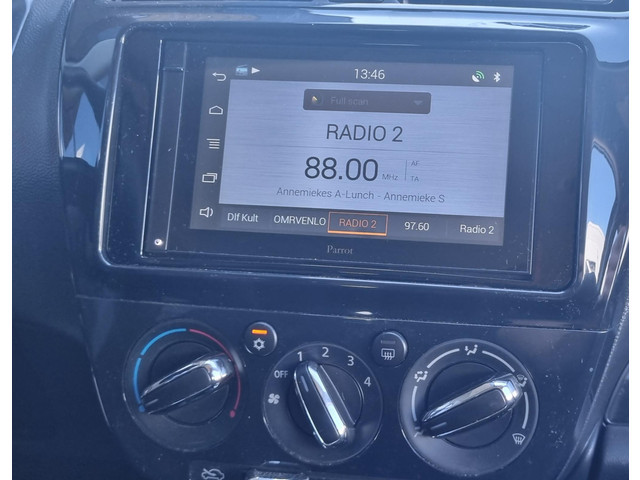 13:46
Full scan
RADIO 2
88.00 MHz
AF
TA
Annemiekes A-Lunch - Annemieke S
Dlf Kult OMRVENLO RADIO 2 97.60 Radio 2
Parrot
OFF 1 2 3 4